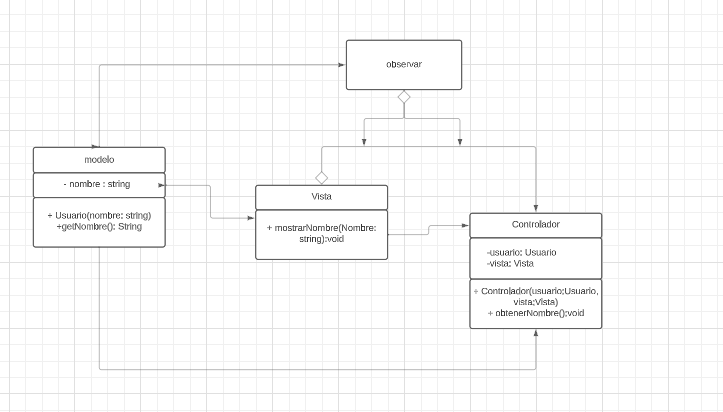 observar
modelo
- nombre : string
+ Usuario(nombre: string)
+getNombre(): String
Vista
+ mostrarNombre(Nombre:
string):void
Controlador
-usuario: Usuario
-vista: Vista
+ Controlador(usuario;Usuario,
vista;Vista)
+ obtenerNombre():void